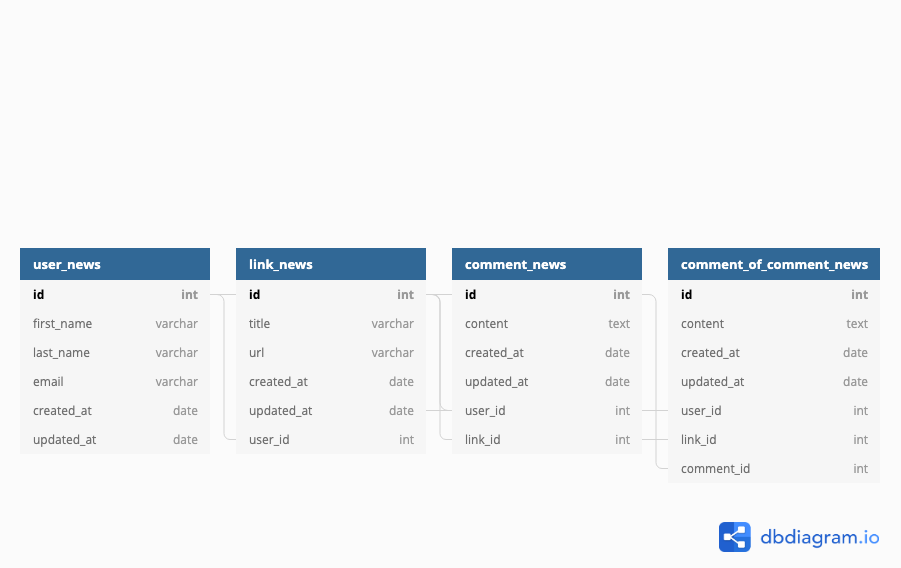 user_news
id int
first_name varchar
last_name varchar
email varchar
created_at date
updated_at date
link_news
id int
title varchar
url varchar
created_at date
updated_at date
user_id int
comment_news
id int
content text
created_at date
updated_at date
user_id int
link_id int
comment_of_comment_news
id int
content text
created_at date
updated_at date
user_id int
link_id int
comment_id int
dbdiagram.io